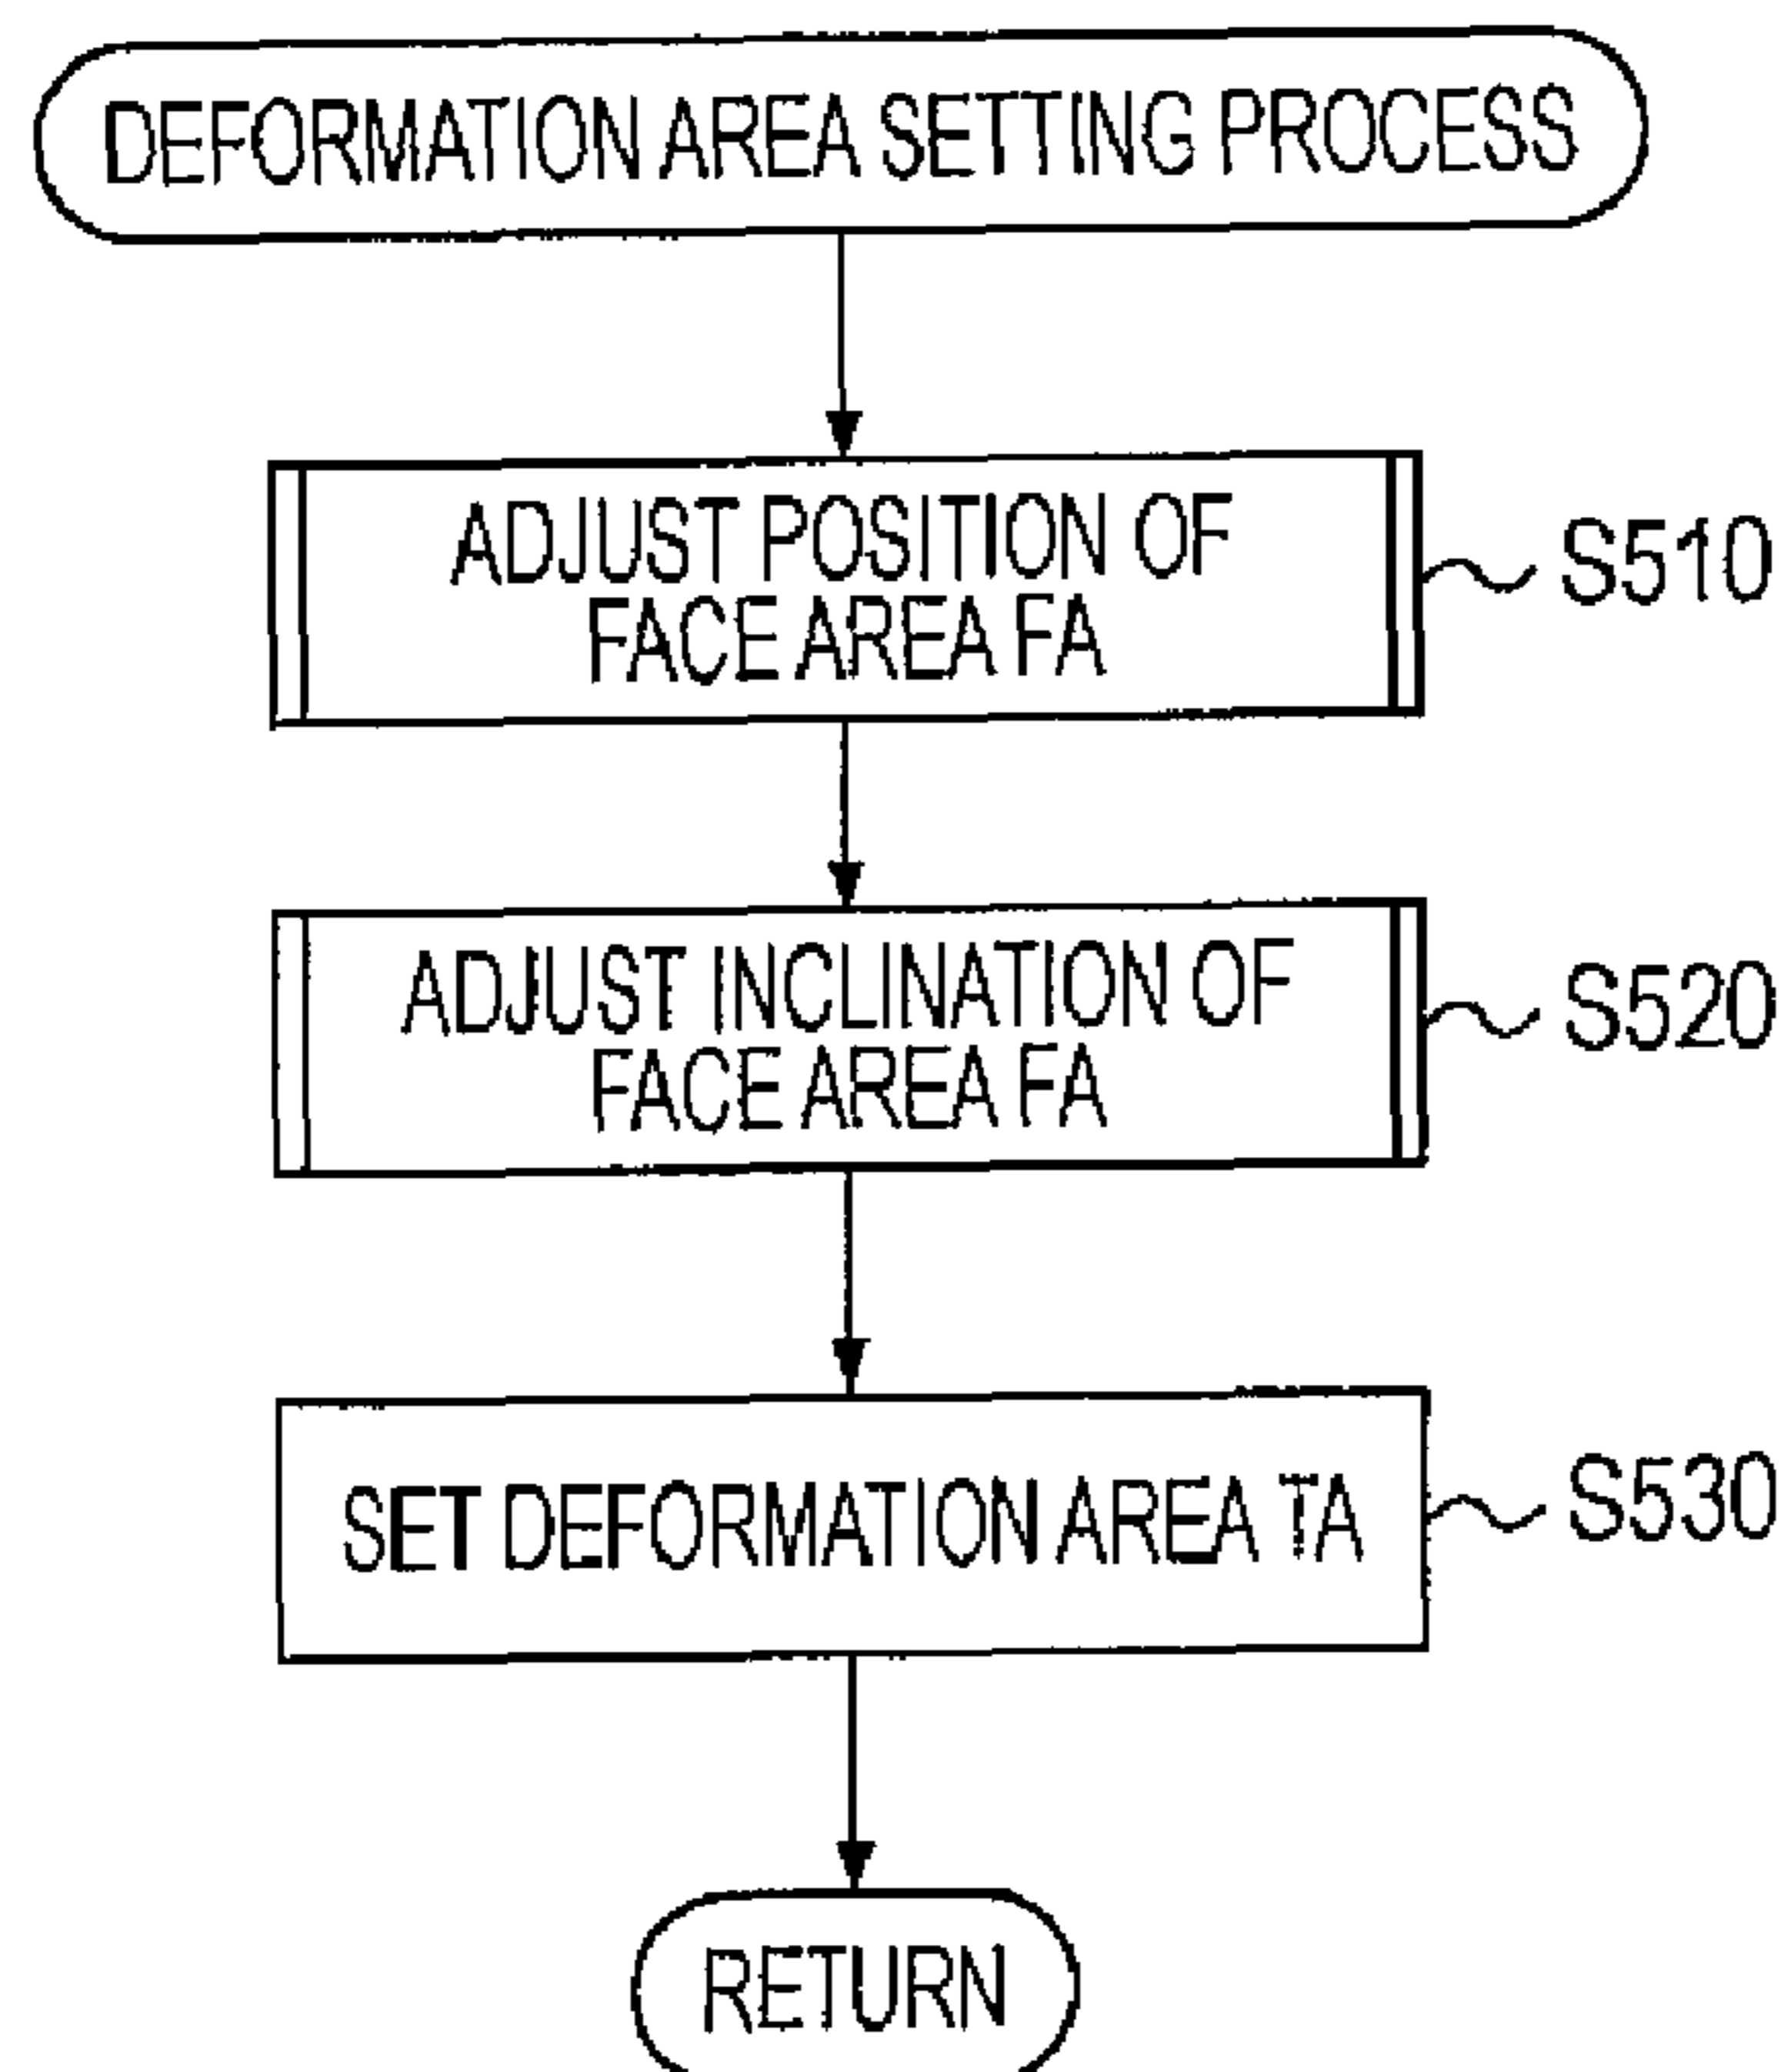 DEFORMATION AREA SETTING PROCESS
ADJUST POSITION OF
FACE AREA FA
S510
ADJUST INCLINATION OF
FACE AREA FA
S520
SET DEFORMATION AREA TA
S530
RETURN